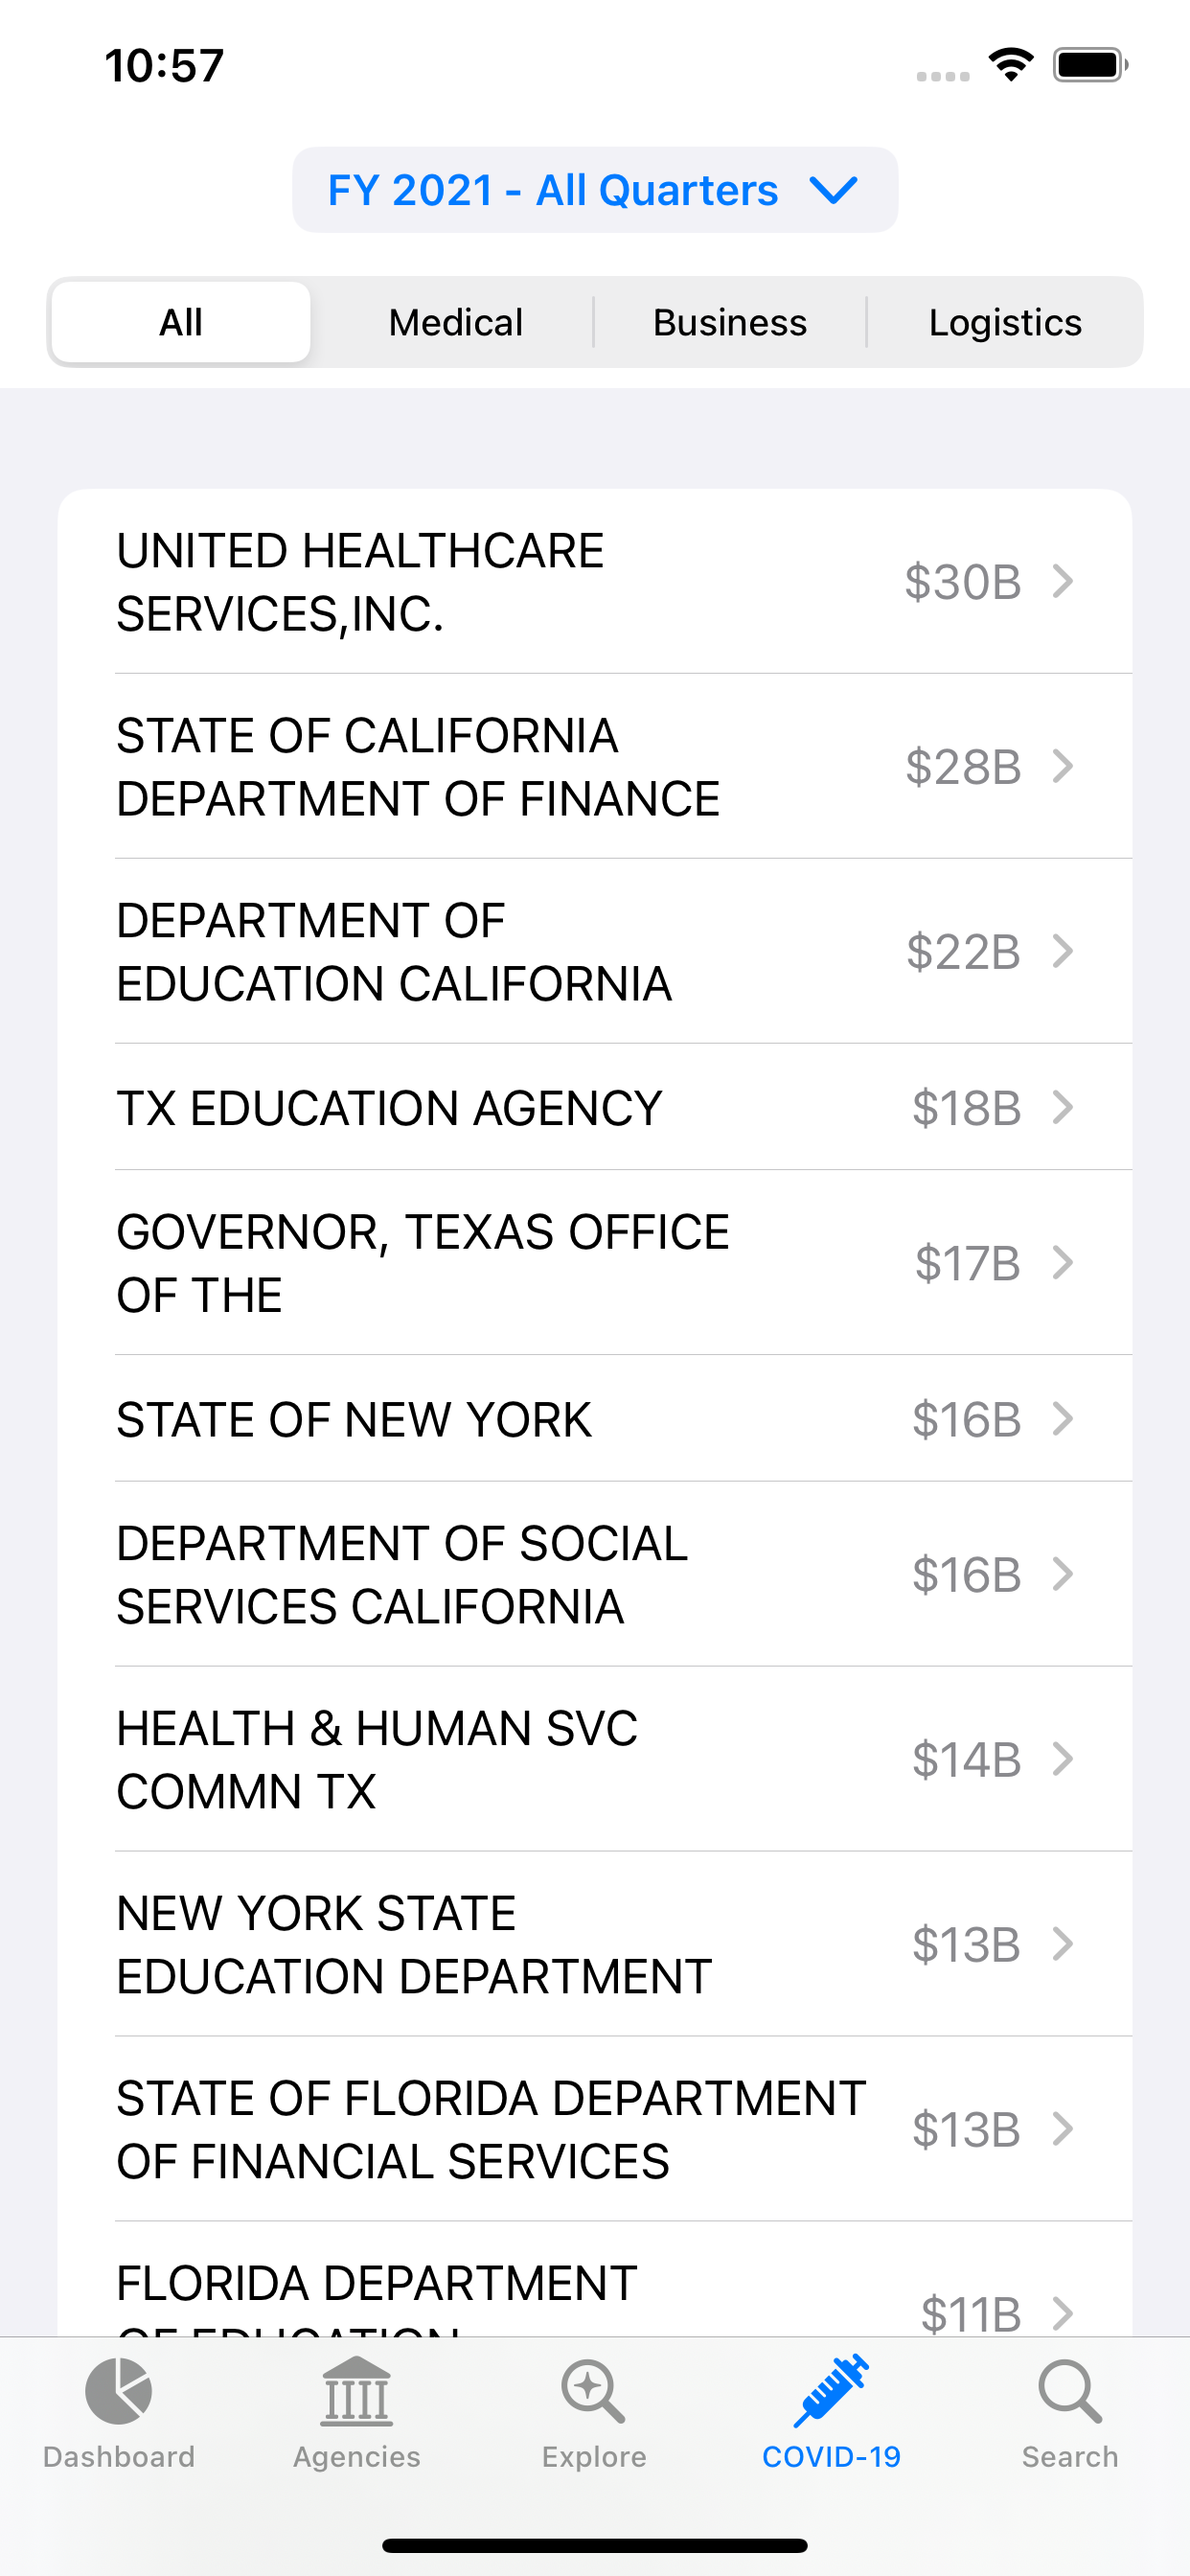 10:57
FY 2021 - All Quarters
All Medical Business Logistics
UNITED HEALTHCARE
SERVICES,INC.
$30B
STATE OF CALIFORNIA
DEPARTMENT OF FINANCE
$28B
DEPARTMENT OF
EDUCATION CALIFORNIA
$22B
TX EDUCATION AGENCY
$18B
GOVERNOR, TEXAS OFFICE
OF THE
$17B
STATE OF NEW YORK
$16B
DEPARTMENT OF SOCIAL
SERVICES CALIFORNIA
$16B
HEALTH & HUMAN SVC
COMMN TX
$14B
NEW YORK STATE
EDUCATION DEPARTMENT
$13B
STATE OF FLORIDA DEPARTMENT
OF FINANCIAL SERVICES
$13B
FLORIDA DEPARTMENT
OF EDUCATION
$11B
Dashboard Agencies Explore COVID-19 Search